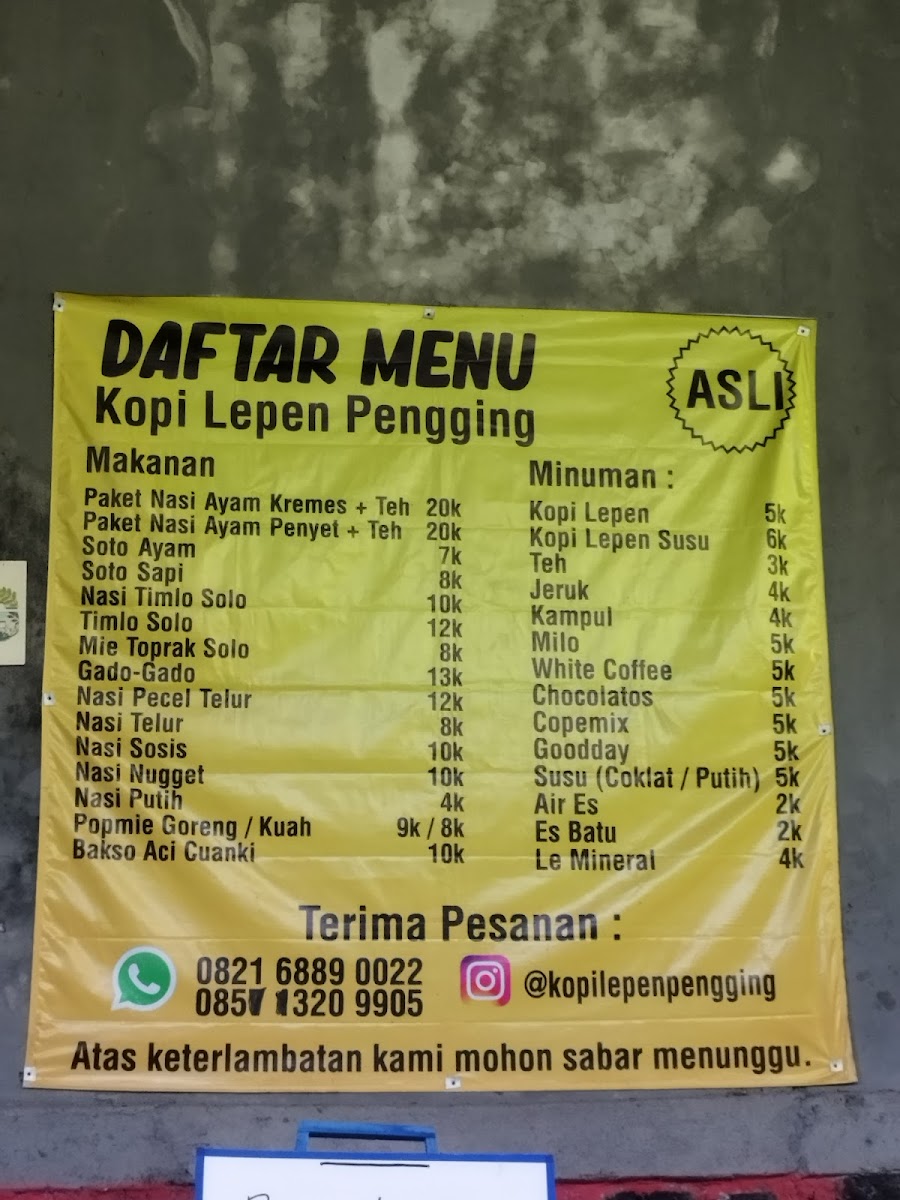 DAFTAR MENU
Kopi Lepen Pengging
ASLI
Makanan
Paket Nasi Ayam Kremes + Teh 20k
Paket Nasi Ayam Penyet + Teh 20k
Soto Ayam 7k
Soto Sapi 8k
Nasi Timlo Solo 10k
Timlo Solo 12k
Mie Toprak Solo 8k
Gado-Gado 13k
Nasi Pecel Telur 12k
Nasi Telur 8k
Nasi Sosis 10k
Nasi Nugget 10k
Nasi Putih 4k
Popmie Goreng / Kuah 9k / 8k
Bakso Aci Cuanki 10k
Minuman :
Kopi Lepen 5k
Kopi Lepen Susu 6k
Teh 3k
Jeruk 4k
Kampul 4k
Milo 5k
White Coffee 5k
Chocolatos 5k
Copemix 5k
Goodday 5k
Susu (Coklat / Putih) 5k
Air Es 2k
Es Batu 2k
Le Mineral 4k
Terima Pesanan :
0821 6889 0022
0857 1320 9905
@kopilepenpengging
Atas keterlambatan kami mohon sabar menunggu.